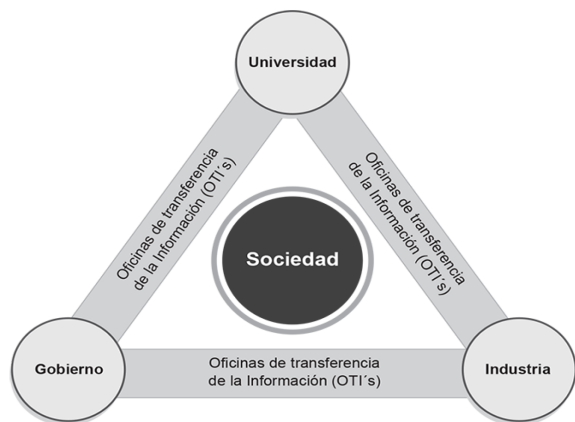 Universidad
Oficinas de transferencia
de la Información (OTI´s)
Oficinas de transferencia
de la Información (OTI´s)
Sociedad
Gobierno
Oficinas de transferencia
de la Información (OTI´s)
Industria